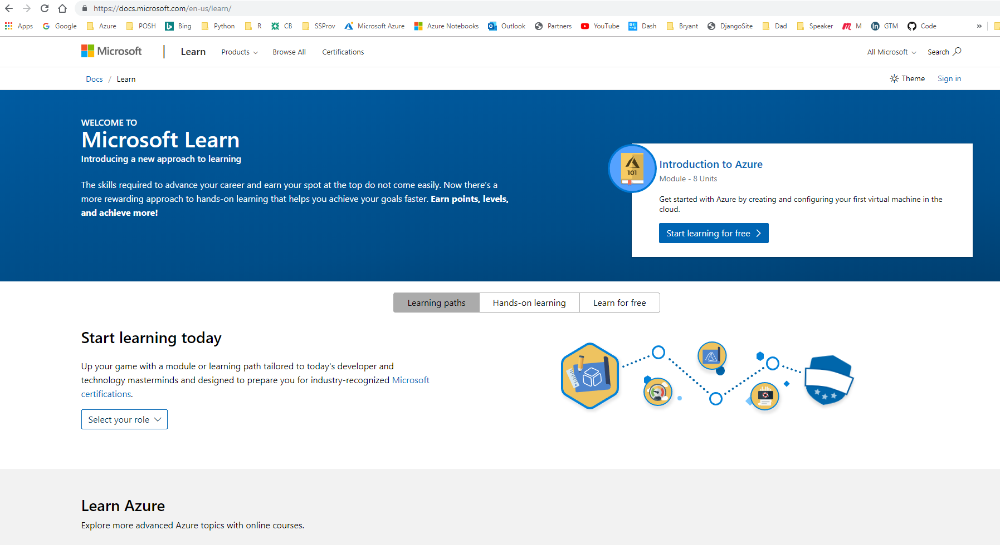 https://docs.microsoft.com/en-us/learn/
Apps Google Azure POSH Bing Python R CB SSProv Microsoft Azure Azure Notebooks Outlook Partners YouTube Dash Bryant DjangoSite Dad Speaker M GTM Code »
Microsoft Learn Products Browse All Certifications All Microsoft Search
Docs / Learn Theme Sign in
WELCOME TO
Microsoft Learn
Introducing a new approach to learning
The skills required to advance your career and earn your spot at the top do not come easily. Now there's a
more rewarding approach to hands-on learning that helps you achieve your goals faster. Earn points, levels,
and achieve more!
101
Introduction to Azure
Module - 8 Units
Get started with Azure by creating and configuring your first virtual machine in the
cloud.
Start learning for free
Learning paths Hands-on learning Learn for free
Start learning today
Up your game with a module or learning path tailored to today's developer and
technology masterminds and designed to prepare you for industry-recognized Microsoft
certifications.
Select your role
Learn Azure
Explore more advanced Azure topics with online courses.